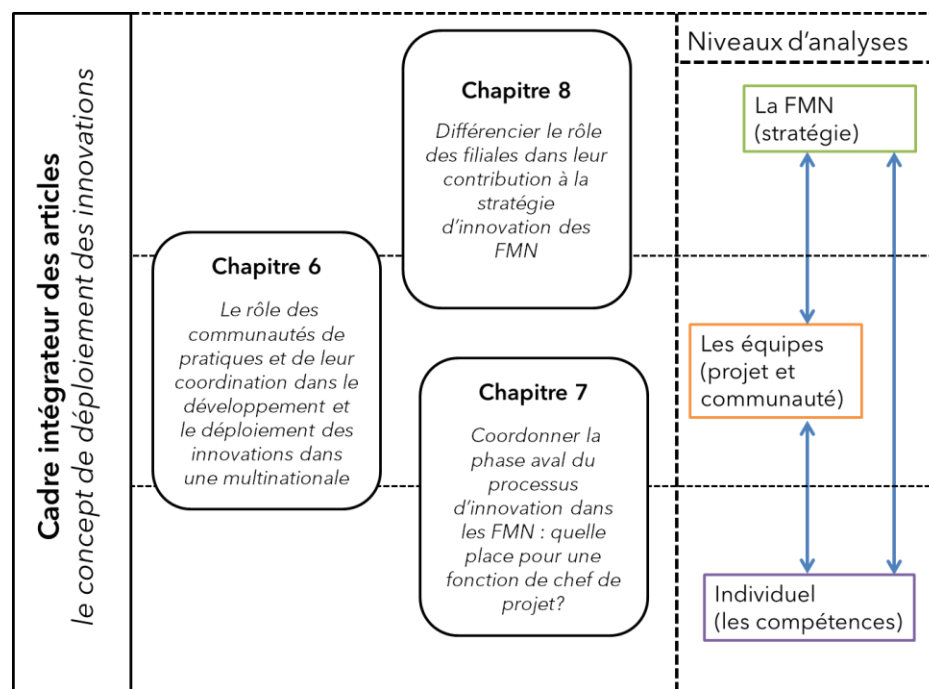 Cadre intégrateur des articles
le concept de déploiement des innovations
Chapitre 8
Différencier le rôle
des filiales dans leur
contribution à la
stratégie
d’innovation des
FMN
Chapitre 6
Le rôle des
communautés de
pratiques et de leur
coordination dans le
développement et
le déploiement des
innovations dans
une multinationale
Chapitre 7
Coordonner la
phase aval du
processus
d’innovation dans
les FMN : quelle
place pour une
fonction de chef de
projet?
Niveaux d’analyses
La FMN
(stratégie)
Les équipes
(projet et
communauté)
Individuel
(les compétences)